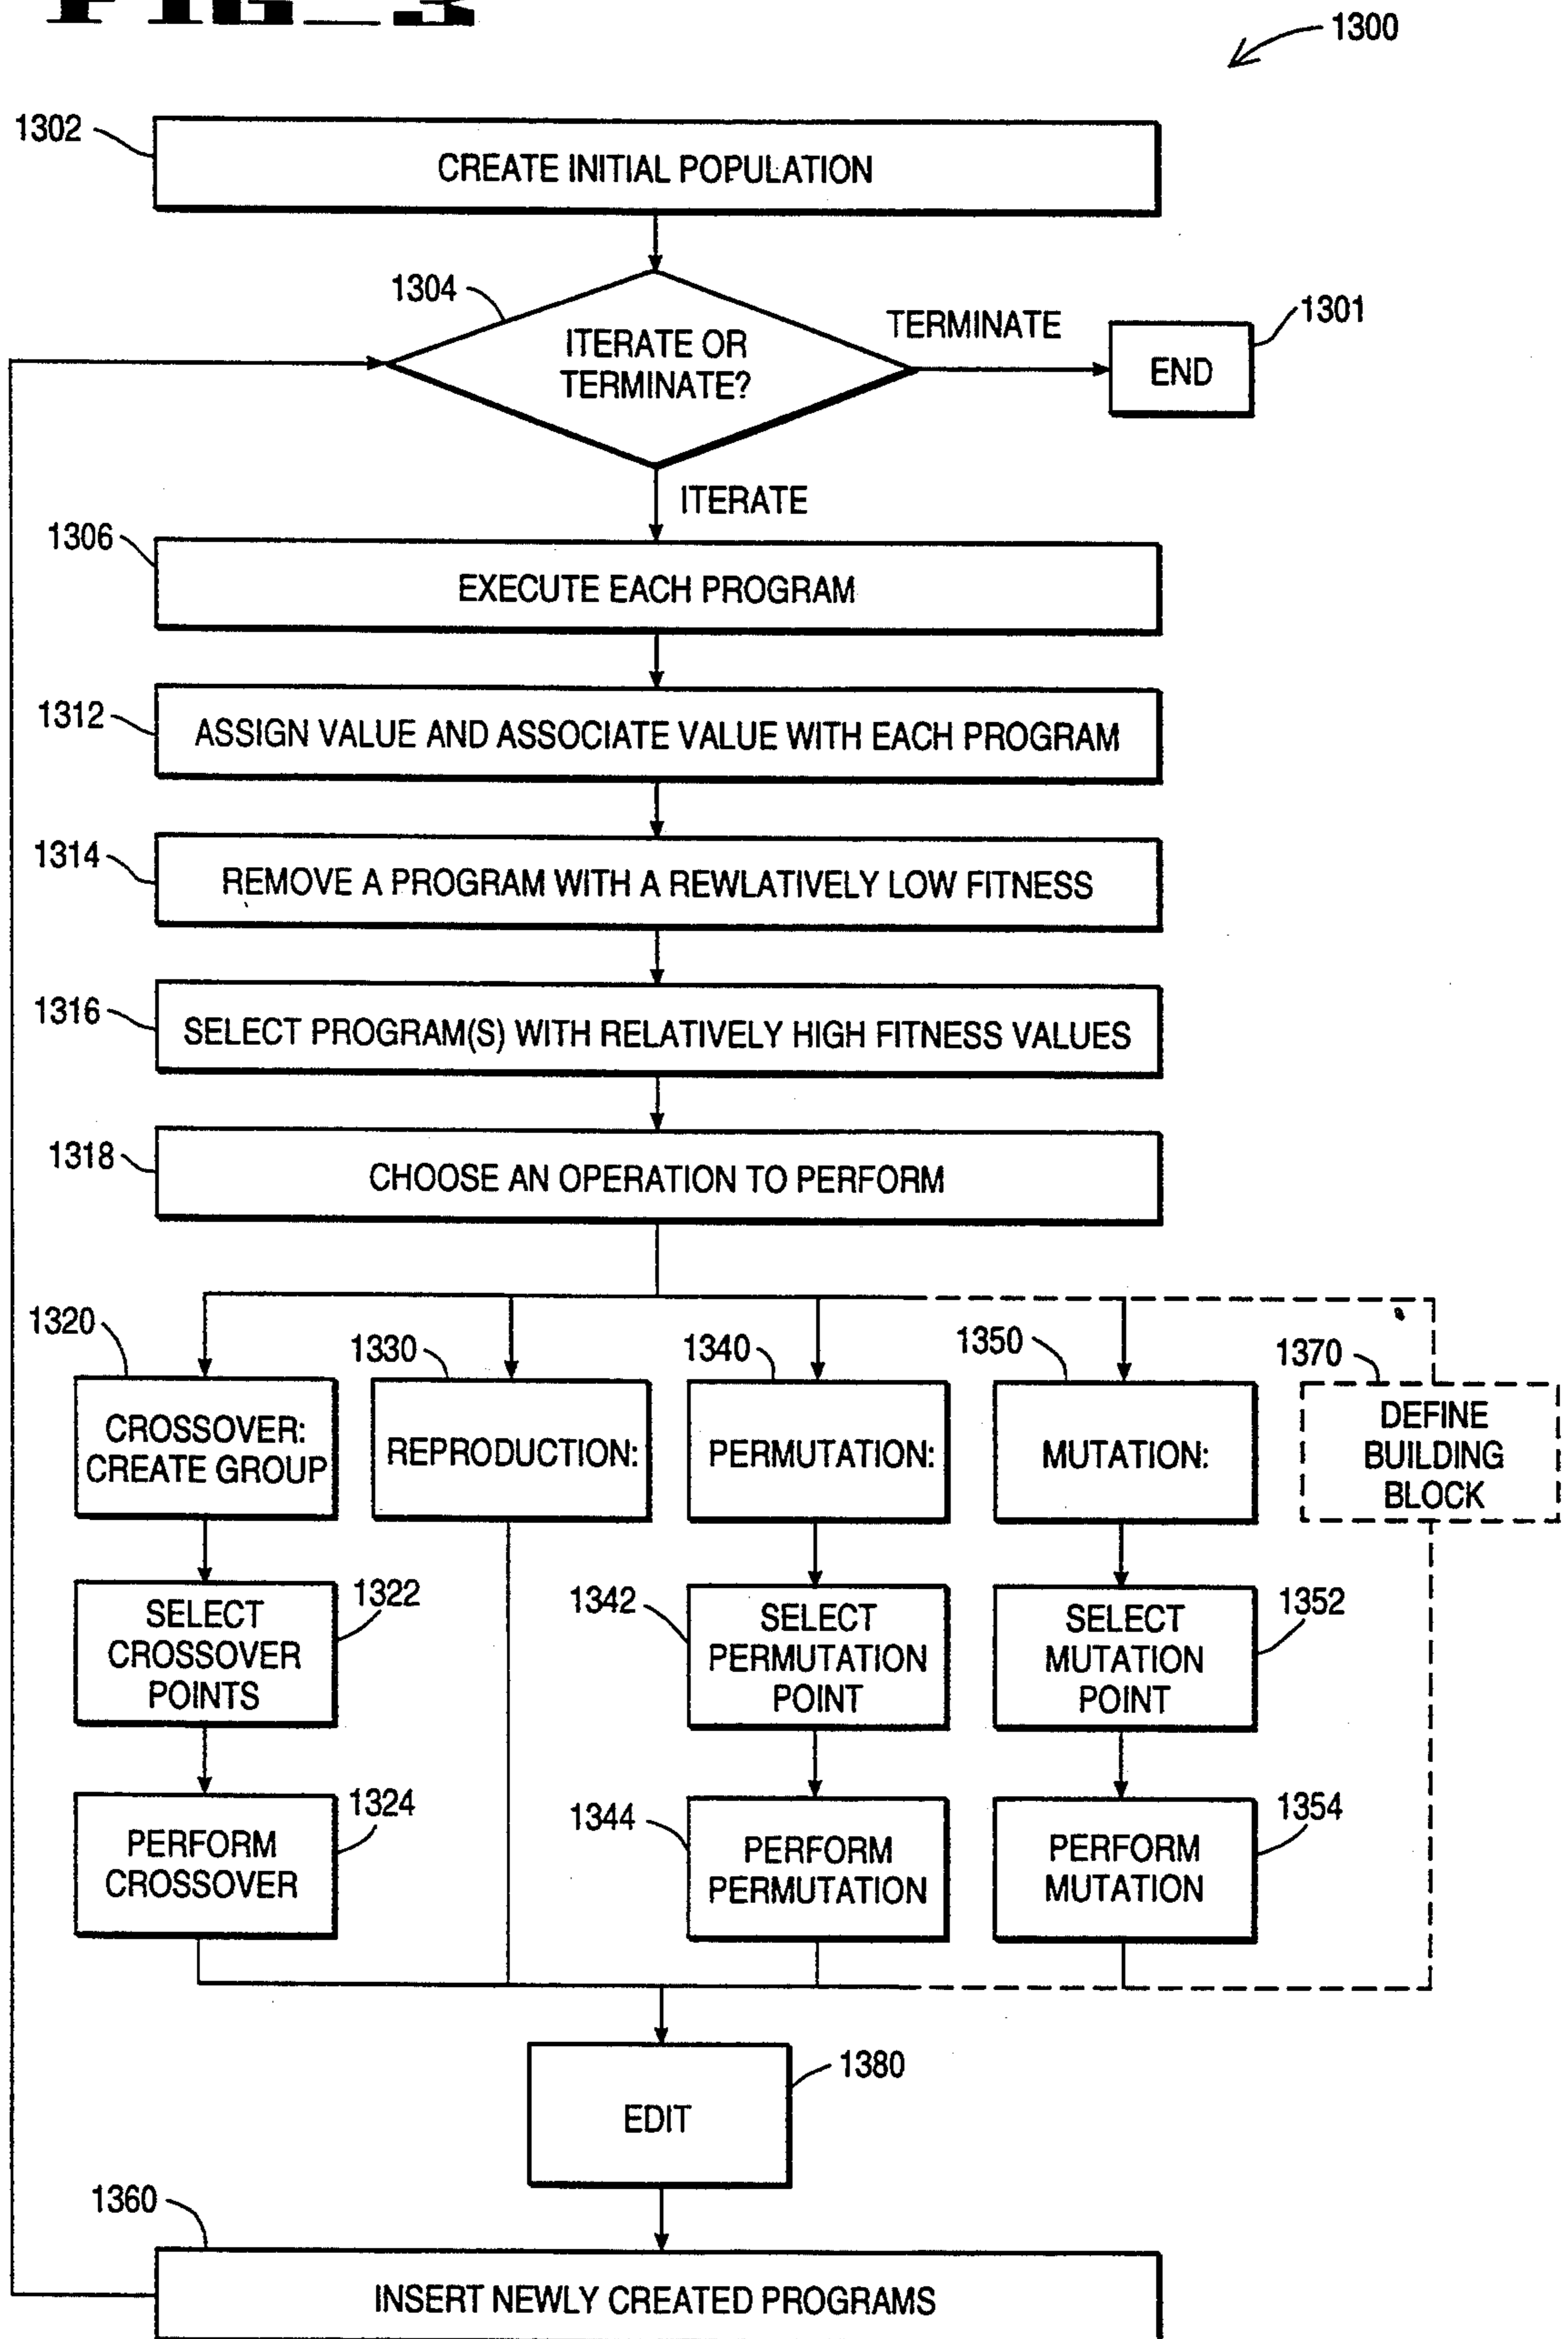 FIG_3
1300
1302
CREATE INITIAL POPULATION
1304
ITERATE OR
TERMINATE?
TERMINATE
1301
END
ITERATE
1306
EXECUTE EACH PROGRAM
1312
ASSIGN VALUE AND ASSOCIATE VALUE WITH EACH PROGRAM
1314
REMOVE A PROGRAM WITH A REWLATIVELY LOW FITNESS
1316
SELECT PROGRAM(S) WITH RELATIVELY HIGH FITNESS VALUES
1318
CHOOSE AN OPERATION TO PERFORM
1320
CROSSOVER:
CREATE GROUP
1330
REPRODUCTION:
1340
PERMUTATION:
1350
MUTATION:
1370
DEFINE
BUILDING
BLOCK
1322
SELECT
CROSSOVER
POINTS
1342
SELECT
PERMUTATION
POINT
1352
SELECT
MUTATION
POINT
1324
PERFORM
CROSSOVER
1344
PERFORM
PERMUTATION
1354
PERFORM
MUTATION
1380
EDIT
1360
INSERT NEWLY CREATED PROGRAMS